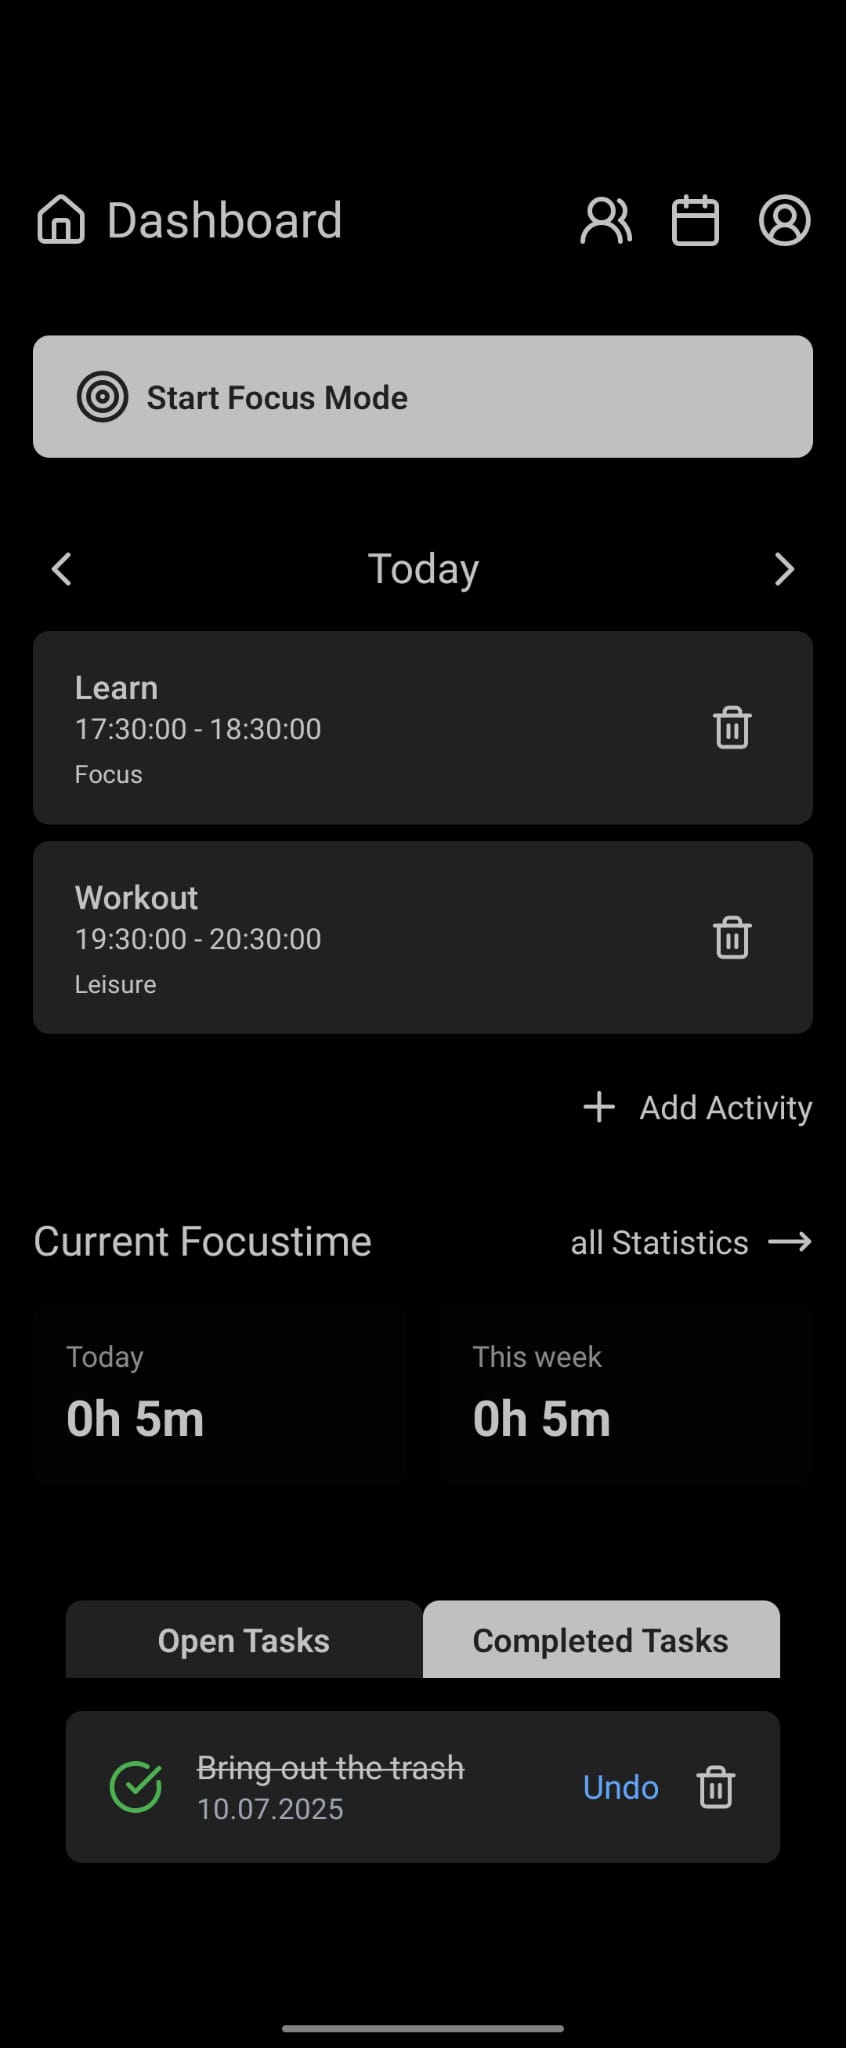 Dashboard
Start Focus Mode
Today
Learn
17:30:00 - 18:30:00
Focus
Workout
19:30:00 - 20:30:00
Leisure
Add Activity
Current Focustime
all Statistics
Today
0h 5m
This week
0h 5m
Open Tasks
Completed Tasks
Bring out the trash
10.07.2025
Undo